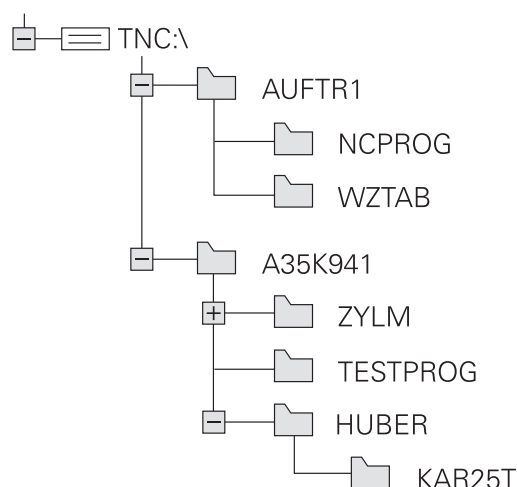 TNC:\
AUFTR1
NCPROG
WZTAB
A35K941
ZYLM
TESTPROG
HUBER
KAR25T